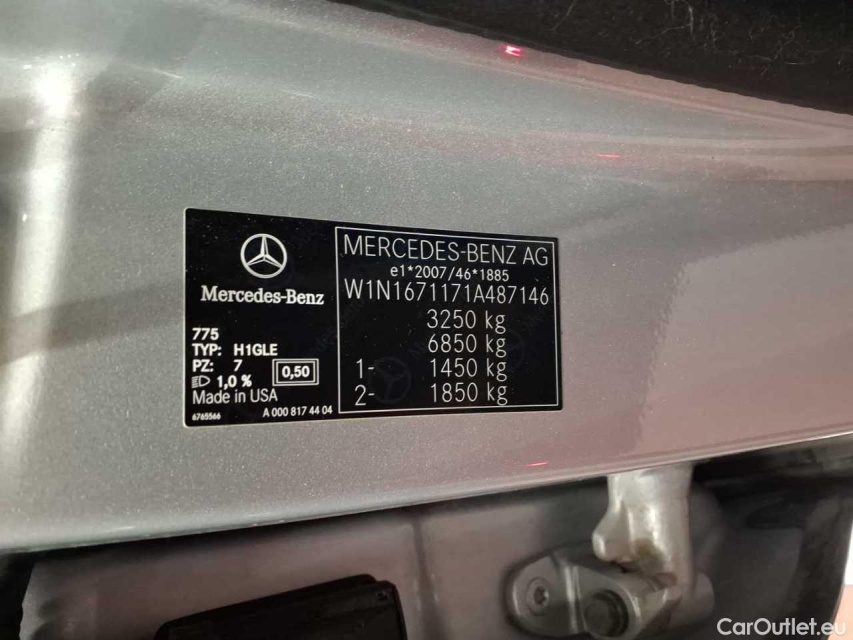 Mercedes-Benz
775
TYP: H1GLE
PZ: 7
1,0 %
0,50
Made in USA
6765566
A 000 817 44 04
MERCEDES-BENZ AG
e1*2007/46*1885
W1N1671171A487146
3250 kg
6850 kg
1- 1450 kg
2- 1850 kg
CarOutlet.eu